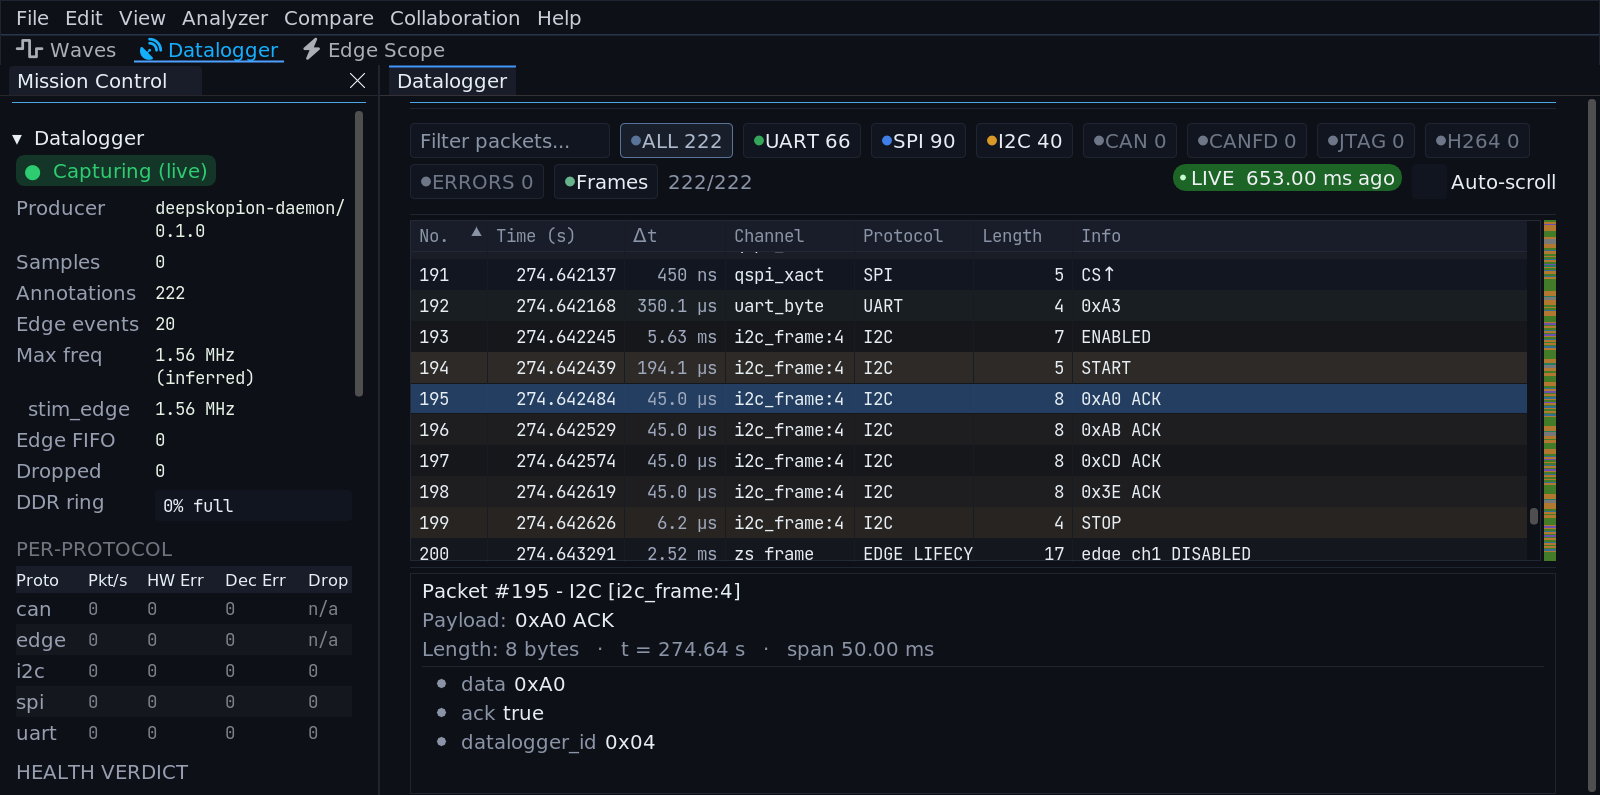 File Edit View Analyzer Compare Collaboration Help
Waves Datalogger Edge Scope
Mission Control
Datalogger
Capturing (live)
Producer deepskopion-daemon/
0.1.0
Samples 0
Annotations 222
Edge events 20
Max freq 1.56 MHz
(inferred)
stim_edge 1.56 MHz
Edge FIFO 0
Dropped 0
DDR ring 0% full
PER-PROTOCOL
Proto Pkt/s HW Err Dec Err Drop
can 0 0 0 n/a
edge 0 0 0 n/a
i2c 0 0 0 0
spi 0 0 0 0
uart 0 0 0 0
HEALTH VERDICT
Datalogger
Filter packets... ALL 222 UART 66 SPI 90 I2C 40 CAN 0 CANFD 0 JTAG 0 H264 0
ERRORS 0 Frames 222/222 LIVE 653.00 ms ago Auto-scroll
No. ▲ Time (s) Δt Channel Protocol Length Info
191 274.642137 450 ns qspi_xact SPI 5 CS↑
192 274.642168 350.1 µs uart_byte UART 4 0xA3
193 274.642245 5.63 ms i2c_frame:4 I2C 7 ENABLED
194 274.642439 194.1 µs i2c_frame:4 I2C 5 START
195 274.642484 45.0 µs i2c_frame:4 I2C 8 0xA0 ACK
196 274.642529 45.0 µs i2c_frame:4 I2C 8 0xAB ACK
197 274.642574 45.0 µs i2c_frame:4 I2C 8 0xCD ACK
198 274.642619 45.0 µs i2c_frame:4 I2C 8 0x3E ACK
199 274.642626 6.2 µs i2c_frame:4 I2C 4 STOP
200 274.643291 2.52 ms zs_frame EDGE LIFECY 17 edge ch1 DISABLED
Packet #195 - I2C [i2c_frame:4]
Payload: 0xA0 ACK
Length: 8 bytes · t = 274.64 s · span 50.00 ms
data 0xA0
ack true
datalogger_id 0x04